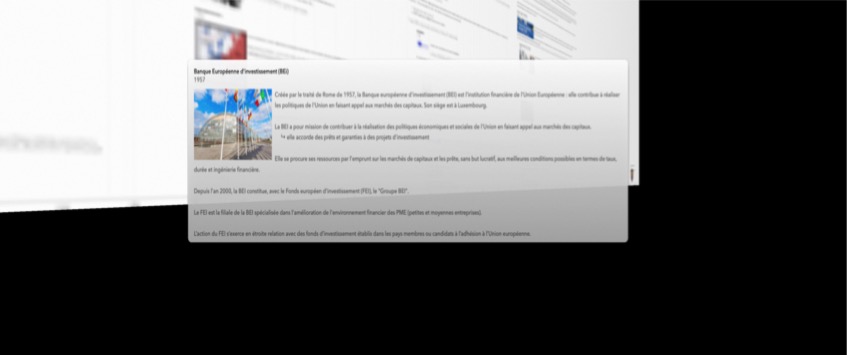 Banque Européenne d'investissement (BEI)
1957
Créée par le traité de Rome de 1957, la Banque européenne d'investissement (BEI) est l'institution financière de l'Union Européenne : elle contribue à réaliser
les politiques de l'Union en faisant appel aux marchés des capitaux. Son siège est à Luxembourg.
La BEI a pour mission de contribuer à la réalisation des politiques économiques et sociales de l'Union en faisant appel aux marchés des capitaux.
↪ elle accorde des prêts et garanties à des projets d'investissement
Elle se procure ses ressources par l'emprunt sur les marchés de capitaux et les prête, sans but lucratif, aux meilleures conditions possibles en termes de taux,
durée et ingénierie financière.
Depuis l'an 2000, la BEI constitue, avec le Fonds européen d'investissement (FEI), le "Groupe BEI".
Le FEI est la filiale de la BEI spécialisée dans l'amélioration de l'environnement financier des PME (petites et moyennes entreprises).
L'action du FEI s'exerce en étroite relation avec des fonds d'investissement établis dans les pays membres ou candidats à l'adhésion à l'Union européenne.